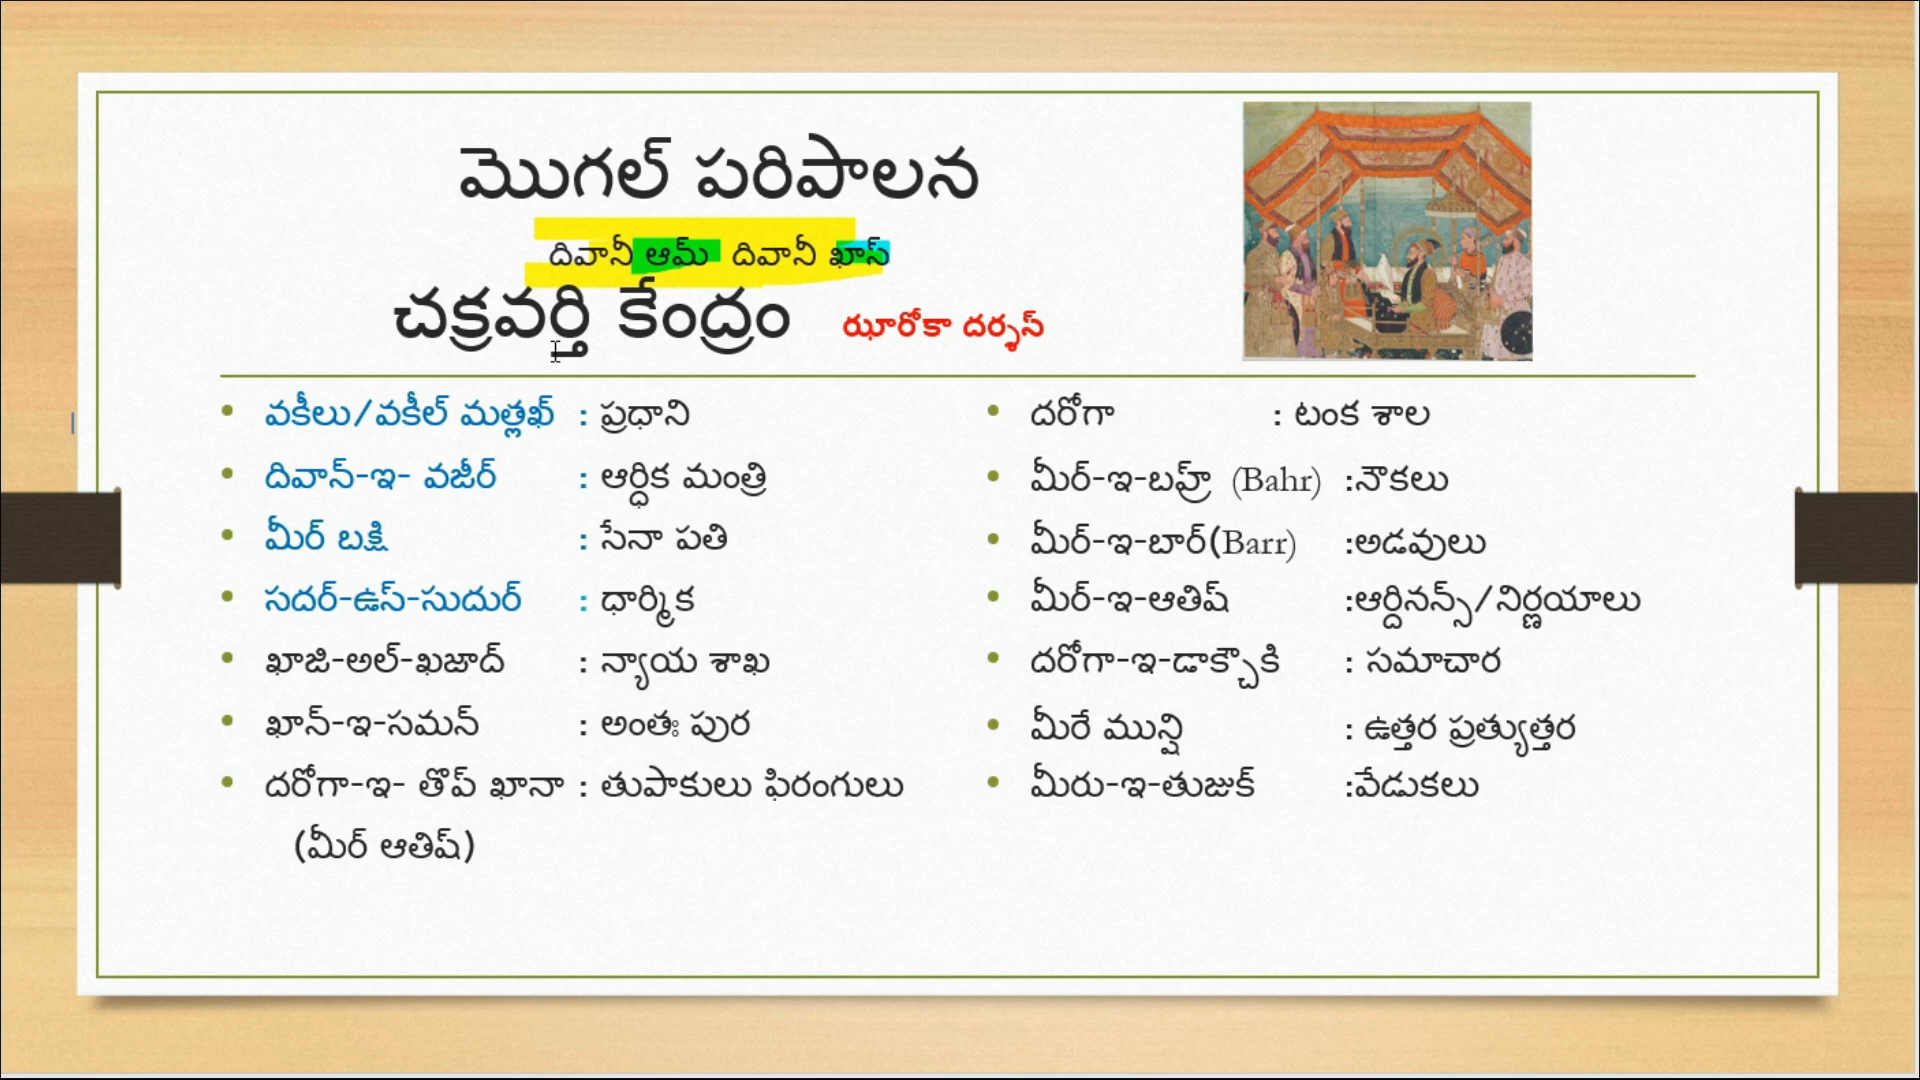 మొగల్ పరిపాలన
దివానీ ఆమ్ దివానీ ఖాస్
చక్రవర్తి కేంద్రం ఝారోకా దర్శస్
• వకీలు/వకీల్ మత్లఖ్ : ప్రధాని
• దివాన్-ఇ- వజీర్ : ఆర్ధిక మంత్రి
• మీర్ బక్షి : సేనా పతి
• సదర్-ఉస్-సుదుర్ : ధార్మిక
• ఖాజి-అల్-ఖజాద్ : న్యాయ శాఖ
• ఖాన్-ఇ-సమన్ : అంతః పుర
• దరోగా-ఇ- తొప్ ఖానా : తుపాకులు ఫిరంగులు
(మీర్ ఆతిష్)
• దరోగా : టంక శాల
• మీర్-ఇ-బహ్ర్ (Bahr) :నౌకలు
• మీర్-ఇ-బార్(Barr) :అడవులు
• మీర్-ఇ-ఆతిష్ :ఆర్దినన్స్/నిర్ణయాలు
• దరోగా-ఇ-డాక్చౌకి : సమాచార
• మీరే మున్షి : ఉత్తర ప్రత్యుత్తర
• మీరు-ఇ-తుజుక్ :వేడుకలు